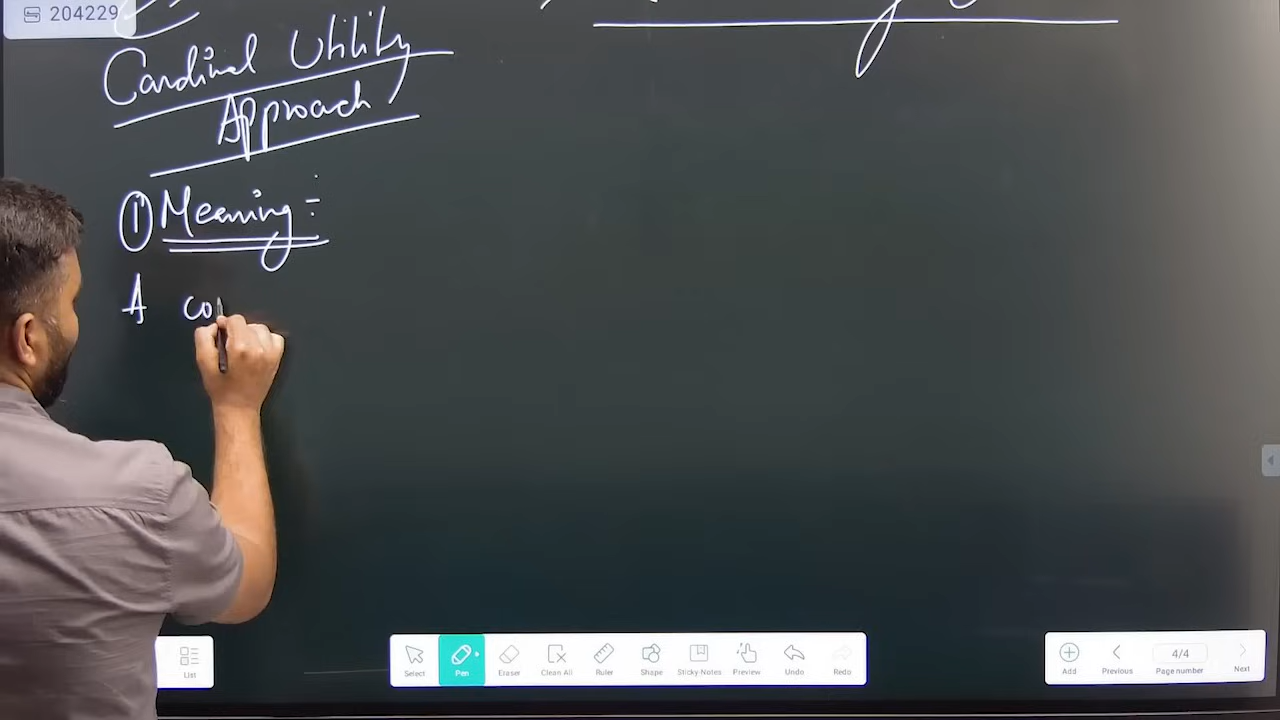 204229
Cardinal Utility
Approach
① Meaning :-
A co
List
Select Pen Eraser Clean All Ruler Shape Sticky Notes Preview Undo Redo
Add Previous 4/4 Page number Next